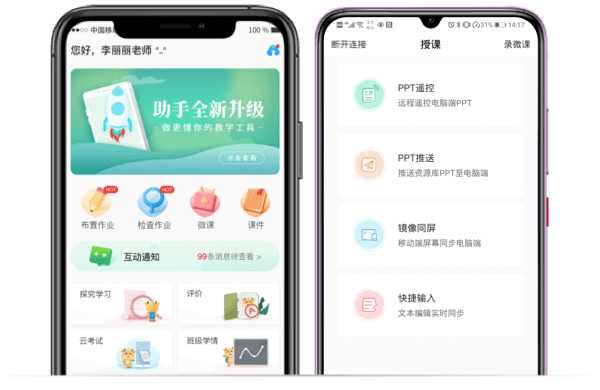 中国移
100 %
您好，李丽丽老师 ^_^
助手全新升级
做更懂你的教学工具
点击查看
HOT
HOT
布置作业
检查作业
微课
课件
互动通知
99条消息待查看 >
探究学习
评价
云考试
班级学情
31%
14:17
断开连接
授课
录微课
PPT遥控
远程遥控电脑端PPT
PPT推送
推送资源库PPT至电脑端
镜像同屏
移动端屏幕同步电脑端
快捷输入
文本编辑实时同步